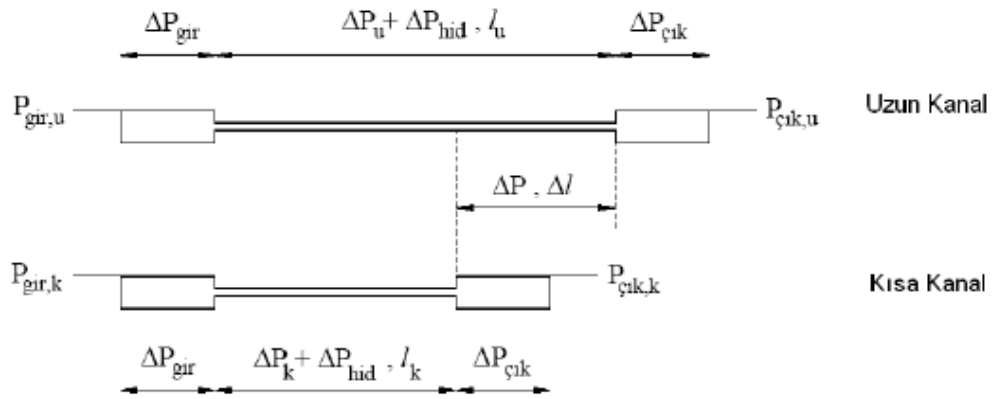 ΔP_gir ΔP_u + ΔP_hid , l_u ΔP_çık
P_gir,u P_çık,u Uzun Kanal
ΔP , Δl
P_gir,k P_çık,k Kısa Kanal
ΔP_gir ΔP_k + ΔP_hid , l_k ΔP_çık